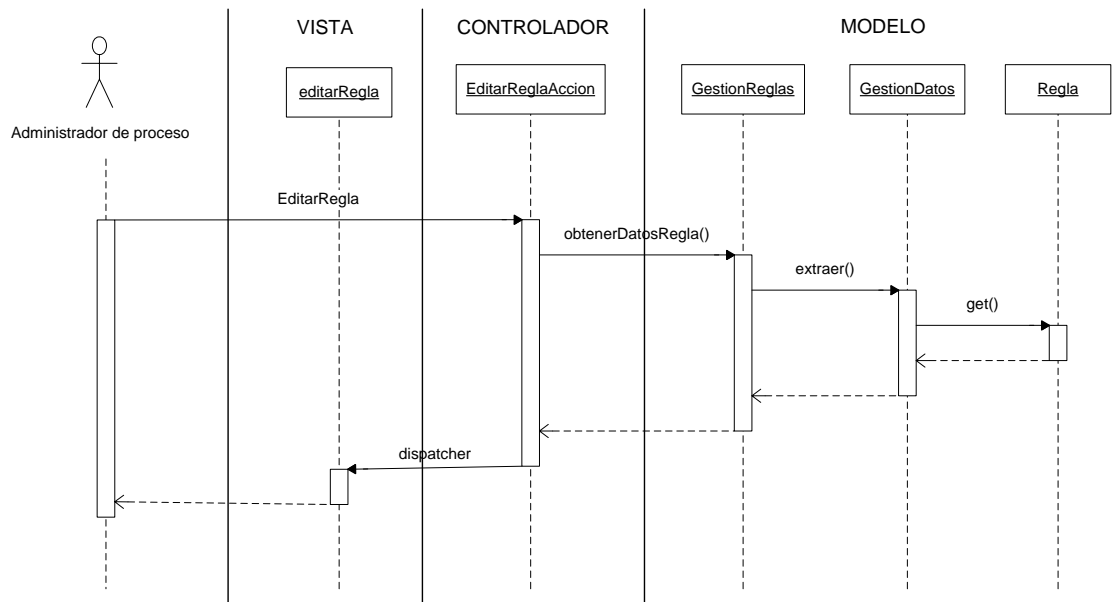 VISTA
CONTROLADOR
MODELO
editarRegla
EditarReglaAccion
GestionReglas
GestionDatos
Regla
Administrador de proceso
EditarRegla
obtenerDatosRegla()
extraer()
get()
dispatcher